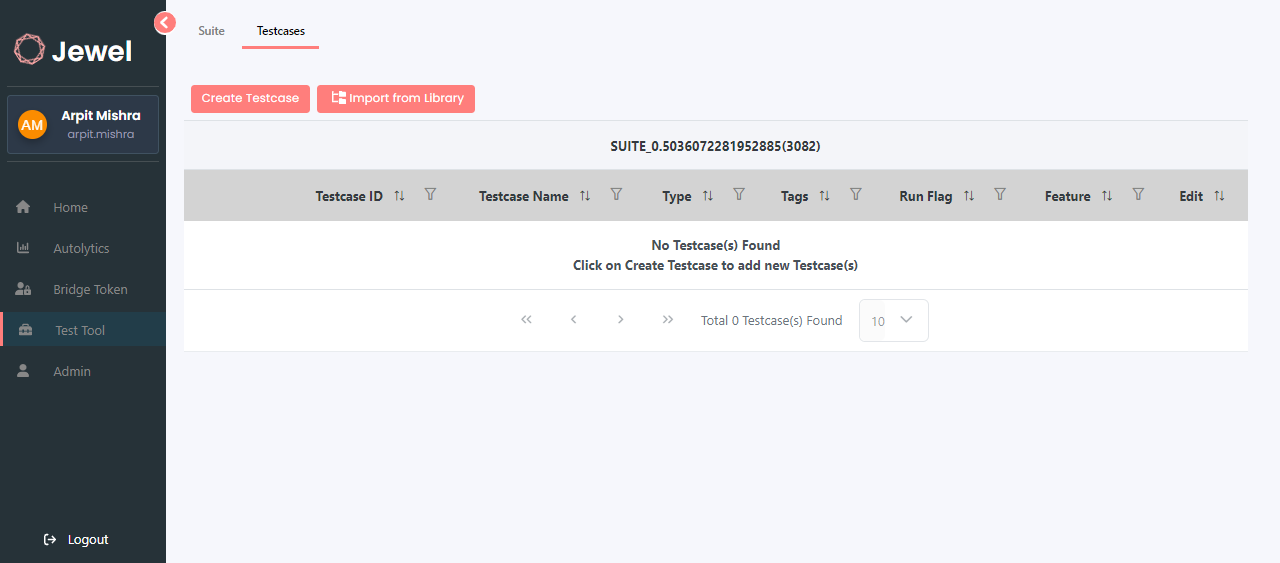 Jewel
AM
Arpit Mishra
arpit.mishra
Home
Autolytics
Bridge Token
Test Tool
Admin
Logout
Suite Testcases
Create Testcase Import from Library
SUITE_0.5036072281952885(3082)
Testcase ID Testcase Name Type Tags Run Flag Feature Edit
No Testcase(s) Found
Click on Create Testcase to add new Testcase(s)
Total 0 Testcase(s) Found 10